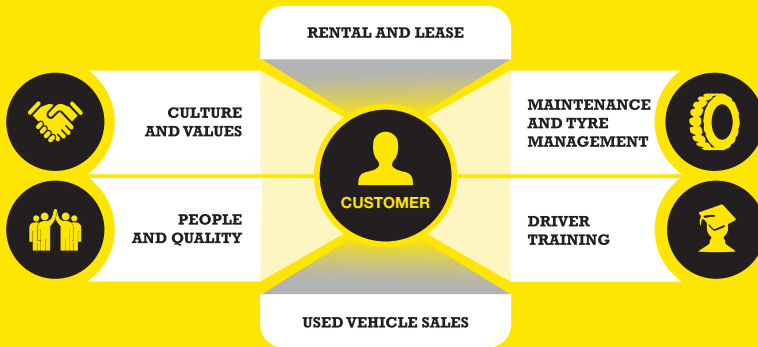 RENTAL AND LEASE
CULTURE
AND VALUES
MAINTENANCE
AND TYRE
MANAGEMENT
CUSTOMER
PEOPLE
AND QUALITY
DRIVER
TRAINING
USED VEHICLE SALES